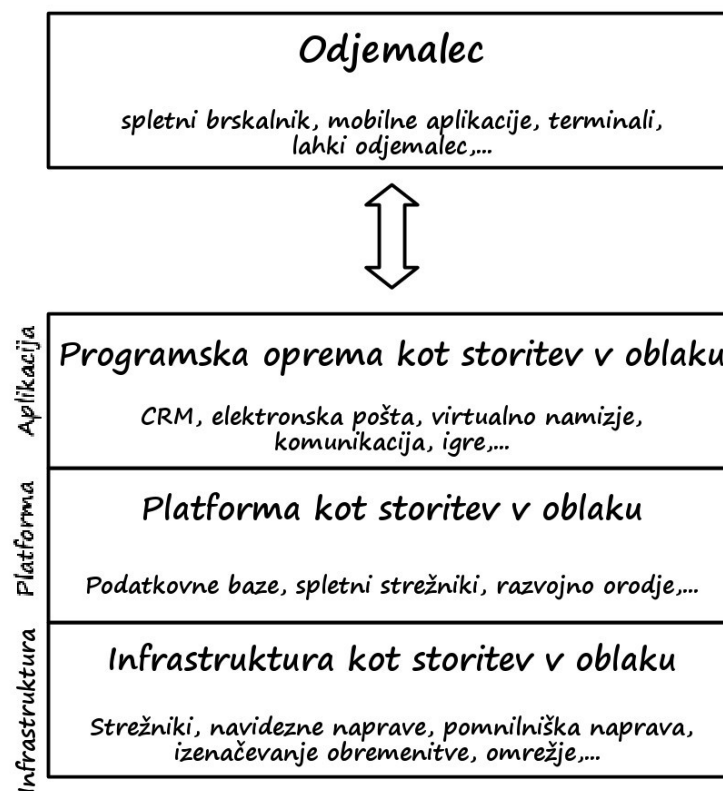 Odjemalec
spletni brskalnik, mobilne aplikacije, terminali,
lahki odjemalec,...
Aplikacija
Programska oprema kot storitev v oblaku
CRM, elektronska pošta, virtualno namizje,
komunikacija, igre,...
Platforma
Platforma kot storitev v oblaku
Podatkovne baze, spletni strežniki, razvojno orodje,...
Infrastruktura
Infrastruktura kot storitev v oblaku
Strežniki, navidezne naprave, pomnilniška naprava,
izenačevanje obremenitve, omrežje,...